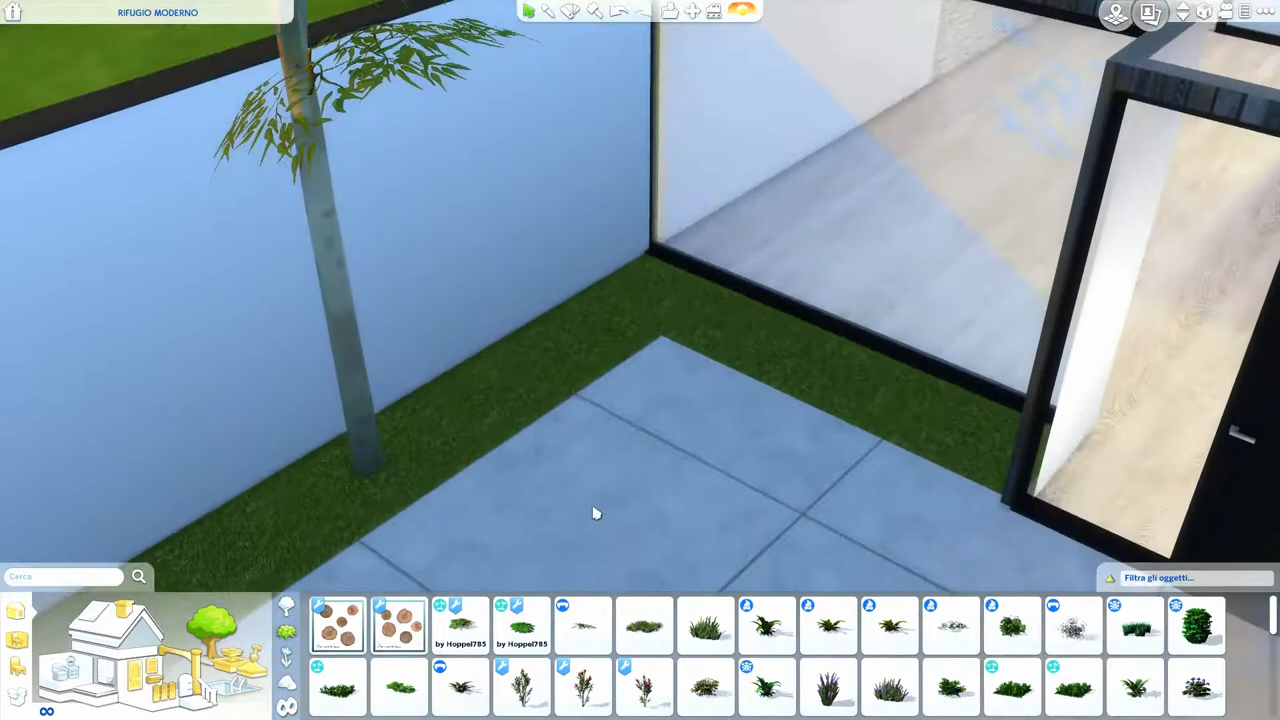 RIFUGIO MODERNO
Cerca
Filtra gli oggetti...
by Hoppel785
by Hoppel785